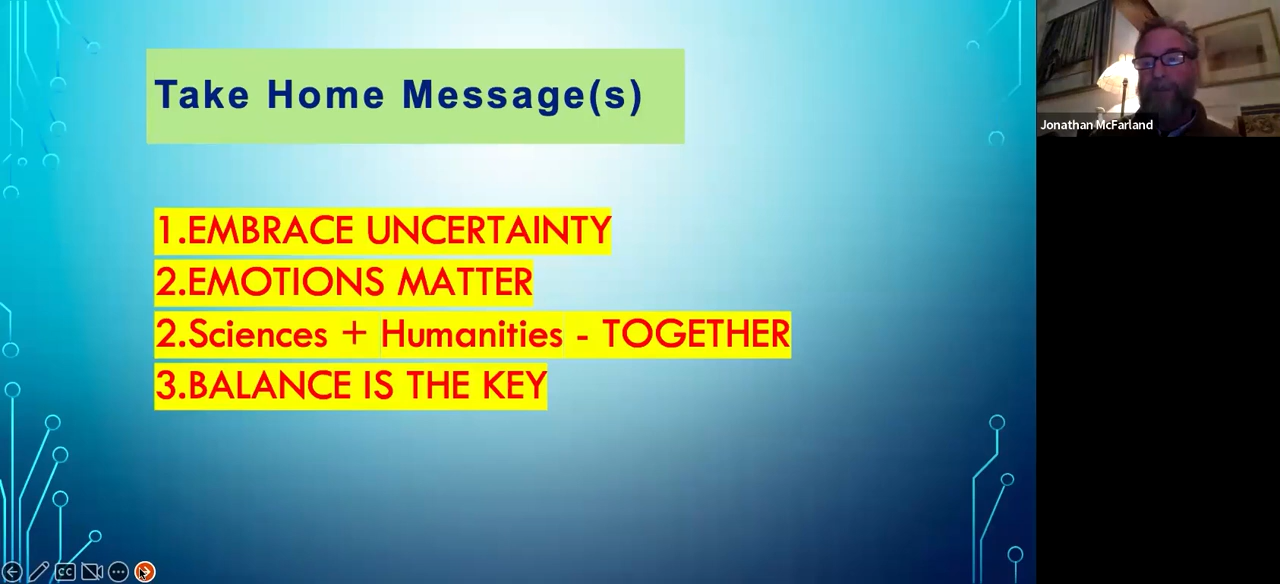 Take Home Message(s)
1.EMBRACE UNCERTAINTY
2.EMOTIONS MATTER
2.Sciences + Humanities - TOGETHER
3.BALANCE IS THE KEY
Jonathan McFarland
CC